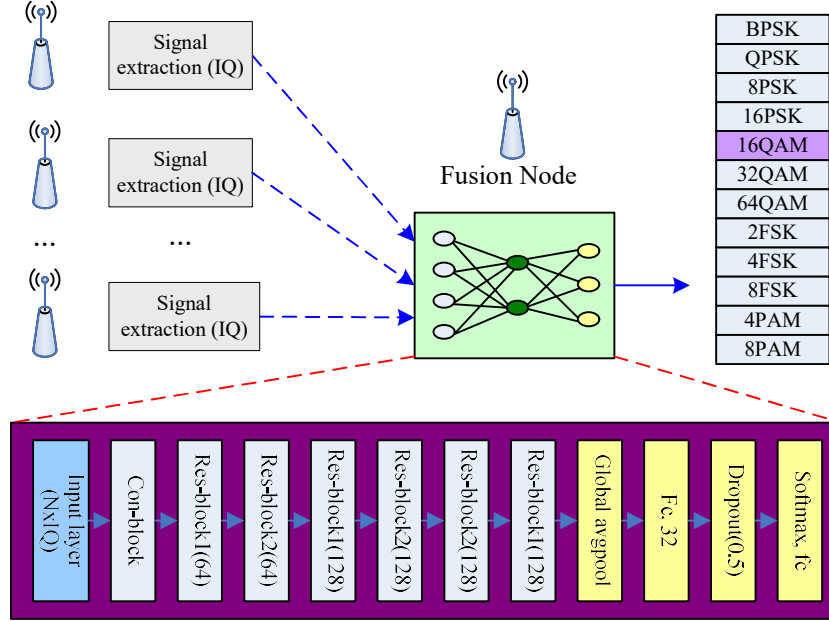 Signal
extraction (IQ)
Signal
extraction (IQ)
...
...
Signal
extraction (IQ)
Fusion Node
BPSK
QPSK
8PSK
16PSK
16QAM
32QAM
64QAM
2FSK
4FSK
8FSK
4PAM
8PAM
Input layer
(NxIQ)
Con-block
Res-block1(64)
Res-block2(64)
Res-block1(128)
Res-block2(128)
Res-block2(128)
Res-block1(128)
Global avgpool
Fc, 32
Dropout(0.5)
Softmax, fc